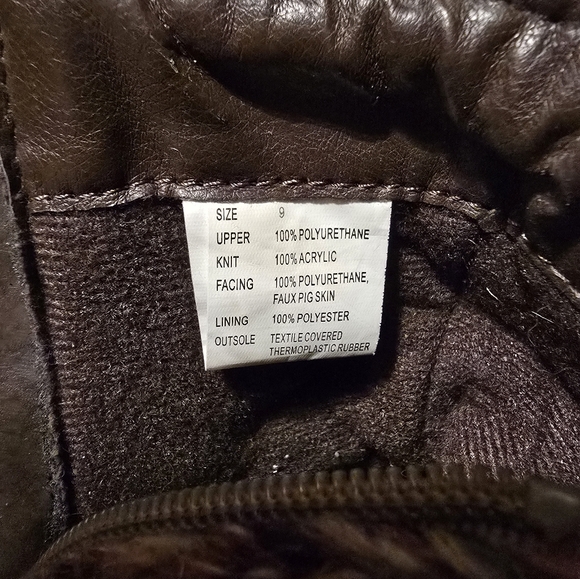 SIZE 9
UPPER 100% POLYURETHANE
KNIT 100% ACRYLIC
FACING 100% POLYURETHANE,
FAUX PIG SKIN
LINING 100% POLYESTER
OUTSOLE TEXTILE COVERED
THERMOPLASTIC RUBBER